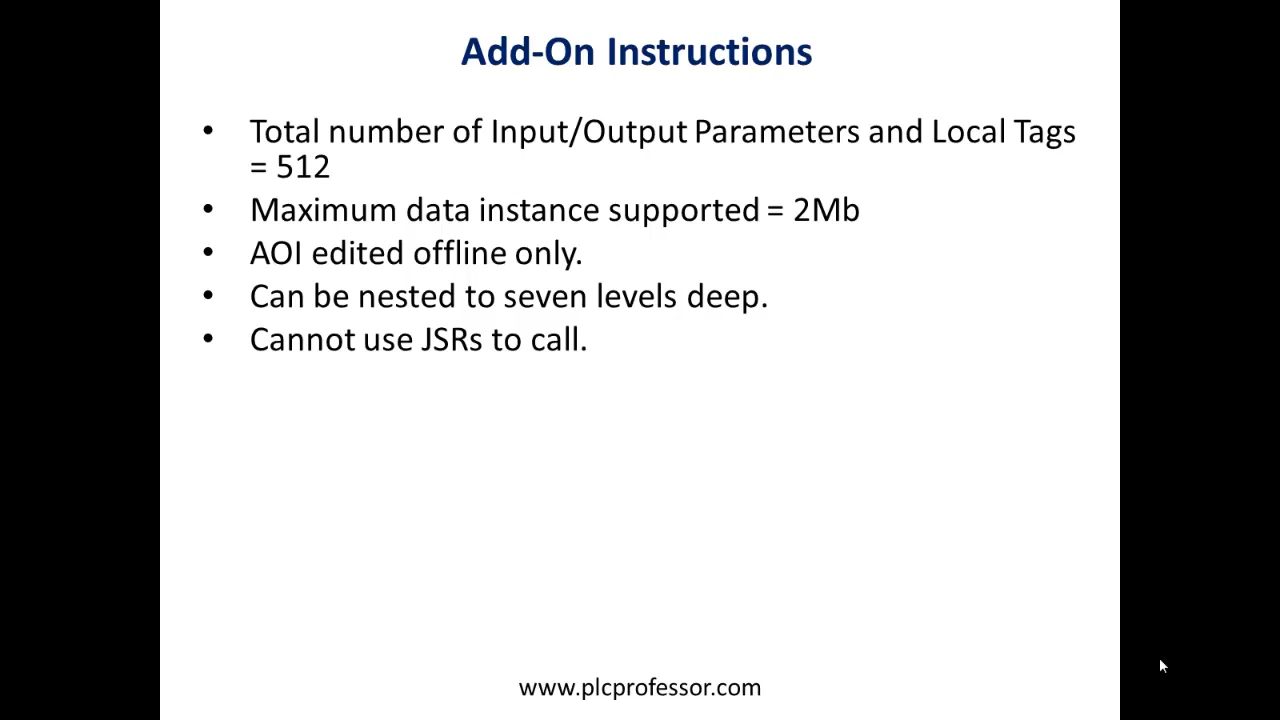 Add-On Instructions
• Total number of Input/Output Parameters and Local Tags
= 512
• Maximum data instance supported = 2Mb
• AOI edited offline only.
• Can be nested to seven levels deep.
• Cannot use JSRs to call.
www.plcprofessor.com